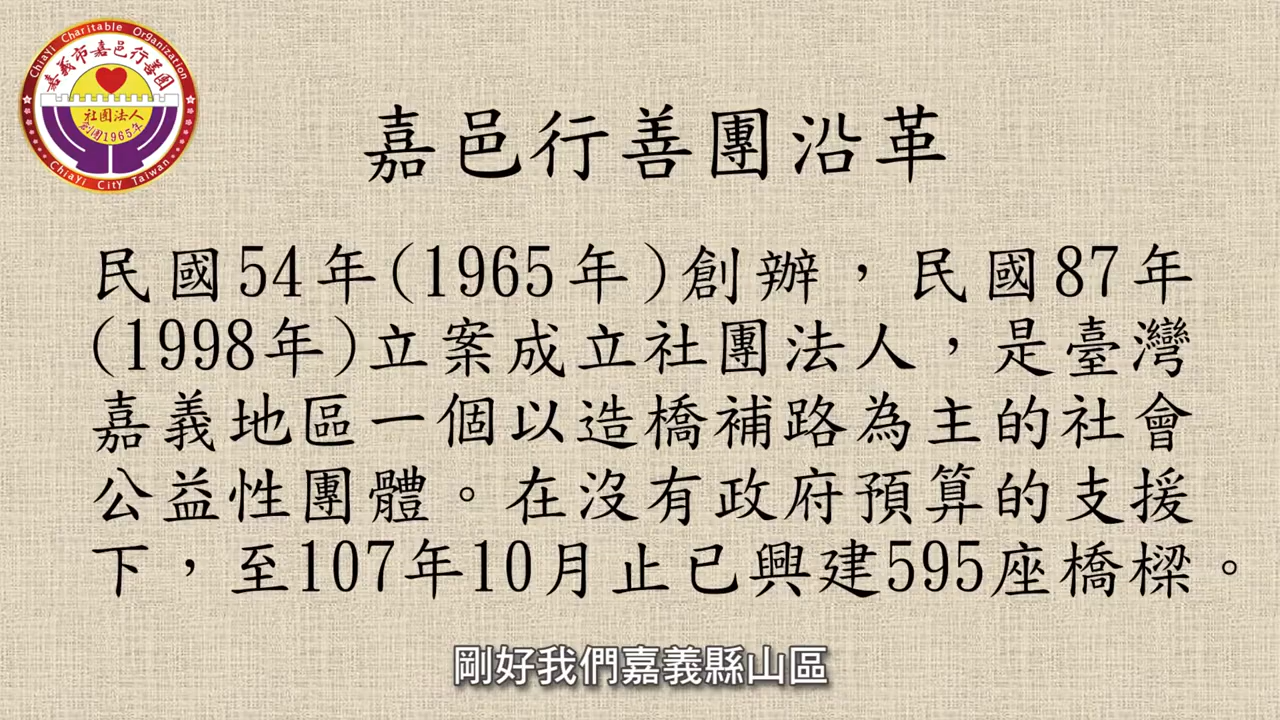 ChiaYi Charitable Organization
嘉義市嘉邑行善團
社團法人
創團1965年
ChiaYi City Taiwan
嘉邑行善團沿革
民國54年(1965年)創辦，民國87年
(1998年)立案成立社團法人，是臺灣
嘉義地區一個以造橋補路為主的社會
公益性團體。在沒有政府預算的支援
下，至107年10月止已興建595座橋樑。
剛好我們嘉義縣山區